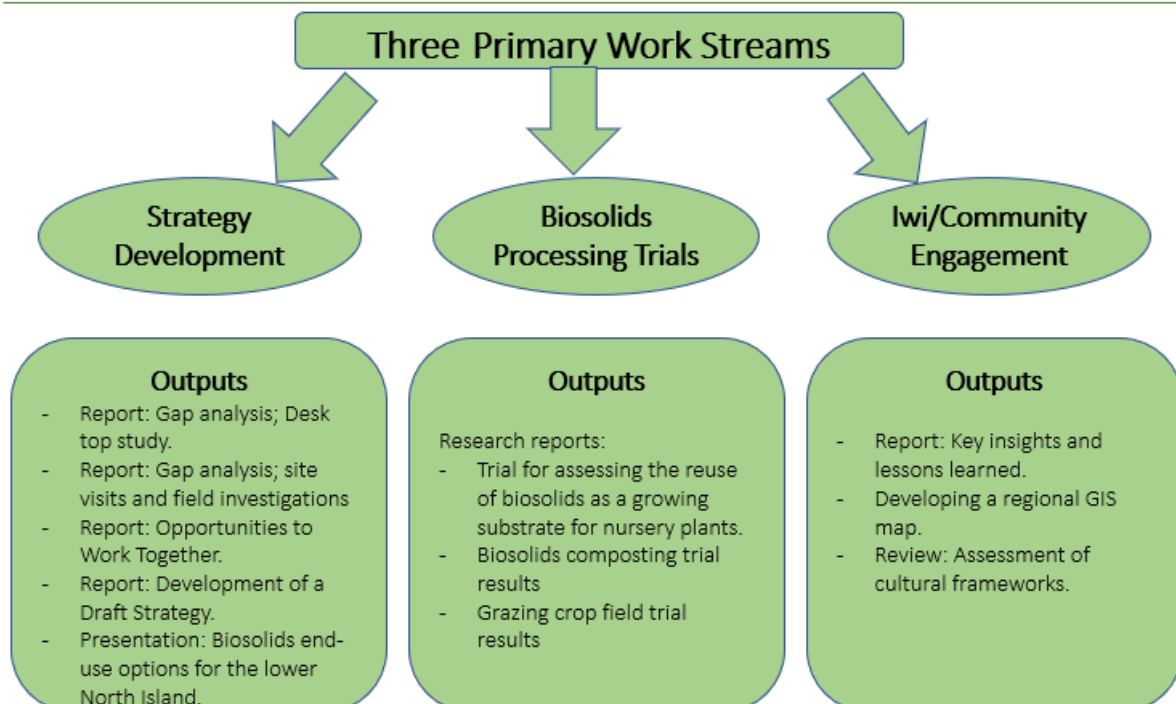 Three Primary Work Streams
Strategy
Development
Biosolids
Processing Trials
Iwi/Community
Engagement
Outputs
- Report: Gap analysis; Desk
top study.
- Report: Gap analysis; site
visits and field investigations
- Report: Opportunities to
Work Together.
- Report: Development of a
Draft Strategy.
- Presentation: Biosolids end-
use options for the lower
North Island.
Outputs
Research reports:
- Trial for assessing the reuse
of biosolids as a growing
substrate for nursery plants.
- Biosolids composting trial
results
- Grazing crop field trial
results
Outputs
- Report: Key insights and
lessons learned.
- Developing a regional GIS
map.
- Review: Assessment of
cultural frameworks.